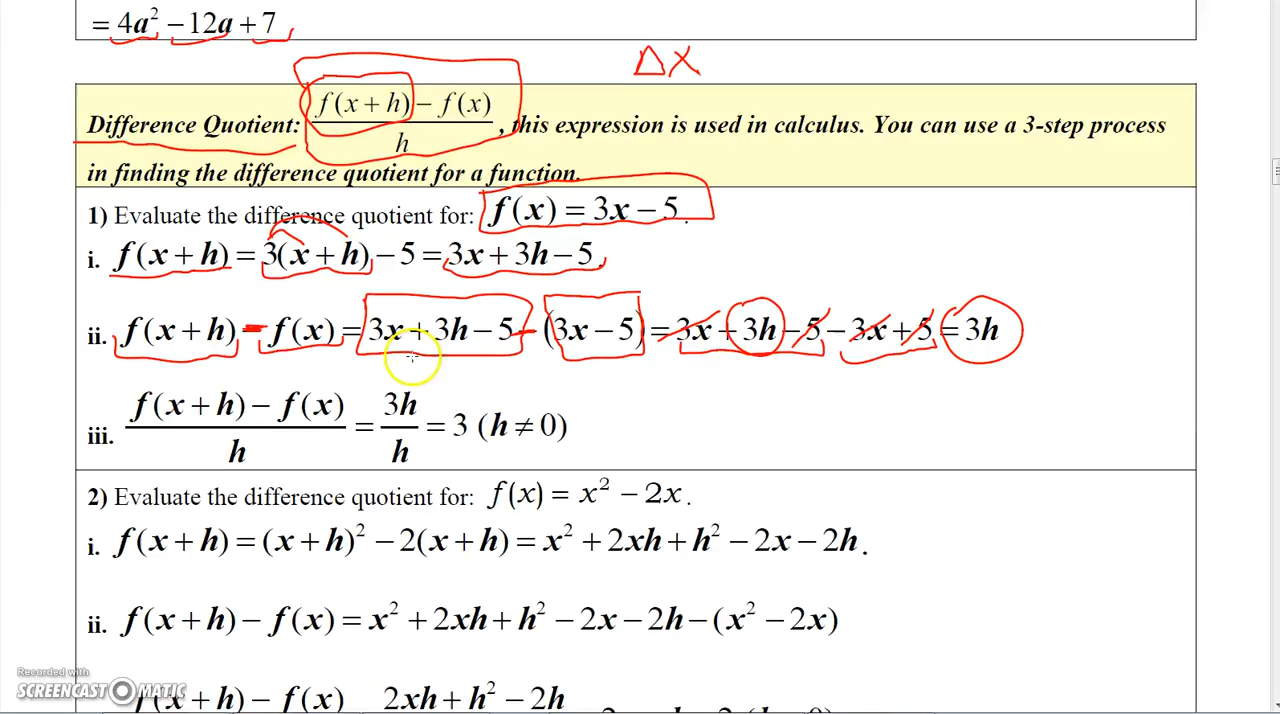 = 4a² − 12a + 7
Δx
Difference Quotient: \frac{f(x + h) − f(x)}{h}, this expression is used in calculus. You can use a 3-step process
in finding the difference quotient for a function.
1) Evaluate the difference quotient for: f(x) = 3x − 5.
i. f(x + h) = 3(x + h) − 5 = 3x + 3h − 5.
ii. f(x + h) − f(x) = 3x + 3h − 5 − (3x − 5) = 3x + 3h − 5 − 3x + 5 = 3h
iii. \frac{f(x + h) − f(x)}{h} = \frac{3h}{h} = 3 (h ≠ 0)
2) Evaluate the difference quotient for: f(x) = x² − 2x.
i. f(x + h) = (x + h)² − 2(x + h) = x² + 2xh + h² − 2x − 2h.
ii. f(x + h) − f(x) = x² + 2xh + h² − 2x − 2h − (x² − 2x)
Recorded with
SCREENCAST O MATIC
f(x + h) − f(x) 2xh + h² − 2h